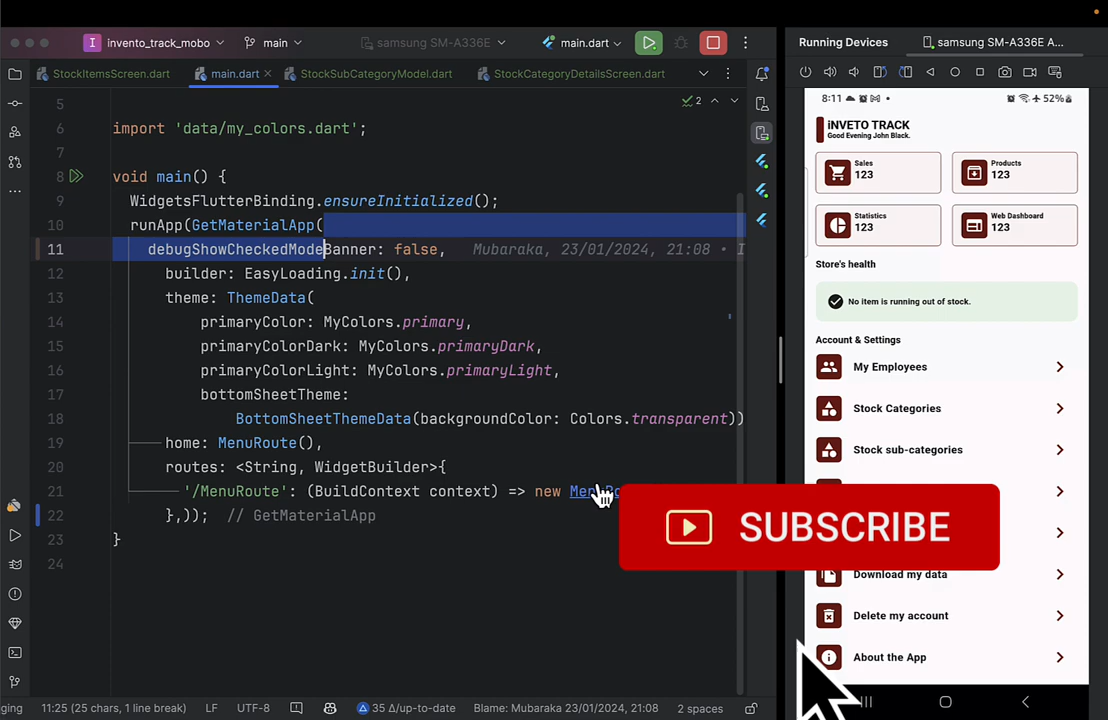 invento_track_mobo
main
samsung SM-A336E
main.dart
Running Devices
samsung SM-A336E A...
StockItemsScreen.dart
main.dart
StockSubCategoryModel.dart
StockCategoryDetailsScreen.dart
2
5
6 import 'data/my_colors.dart';
7
8 void main() {
9 WidgetsFlutterBinding.ensureInitialized();
10 runApp(GetMaterialApp(
11 debugShowCheckedModeBanner: false, Mubaraka, 23/01/2024, 21:08 • I
12 builder: EasyLoading.init(),
13 theme: ThemeData(
14 primaryColor: MyColors.primary,
15 primaryColorDark: MyColors.primaryDark,
16 primaryColorLight: MyColors.primaryLight,
17 bottomSheetTheme:
18 BottomSheetThemeData(backgroundColor: Colors.transparent))
19 home: MenuRoute(),
20 routes: <String, WidgetBuilder>{
21 '/MenuRoute': (BuildContext context) => new
22 },)); // GetMaterialApp
23 }
24
8:11
52%
iNVETO TRACK
Good Evening John Black.
Sales
123
Products
123
Statistics
123
Web Dashboard
123
Store's health
No item is running out of stock.
Account & Settings
My Employees
Stock Categories
Stock sub-categories
SUBSCRIBE
Download my data
Delete my account
About the App
ging
11:25 (25 chars, 1 line break)
LF
UTF-8
35 Δ/up-to-date
Blame: Mubaraka 23/01/2024, 21:08
2 spaces